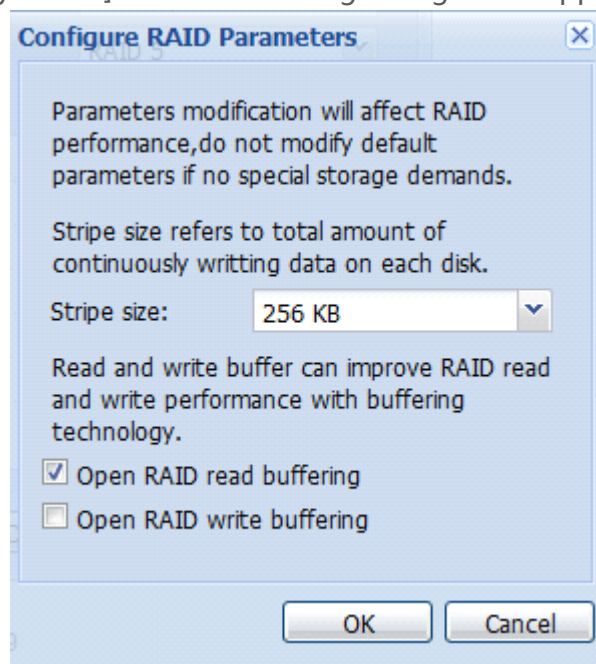 Configure RAID Parameters
RAID 5
Parameters modification will affect RAID
performance,do not modify default
parameters if no special storage demands.
Stripe size refers to total amount of
continuously writting data on each disk.
Stripe size: 256 KB
Read and write buffer can improve RAID read
and write performance with buffering
technology.
Open RAID read buffering
Open RAID write buffering
OK Cancel